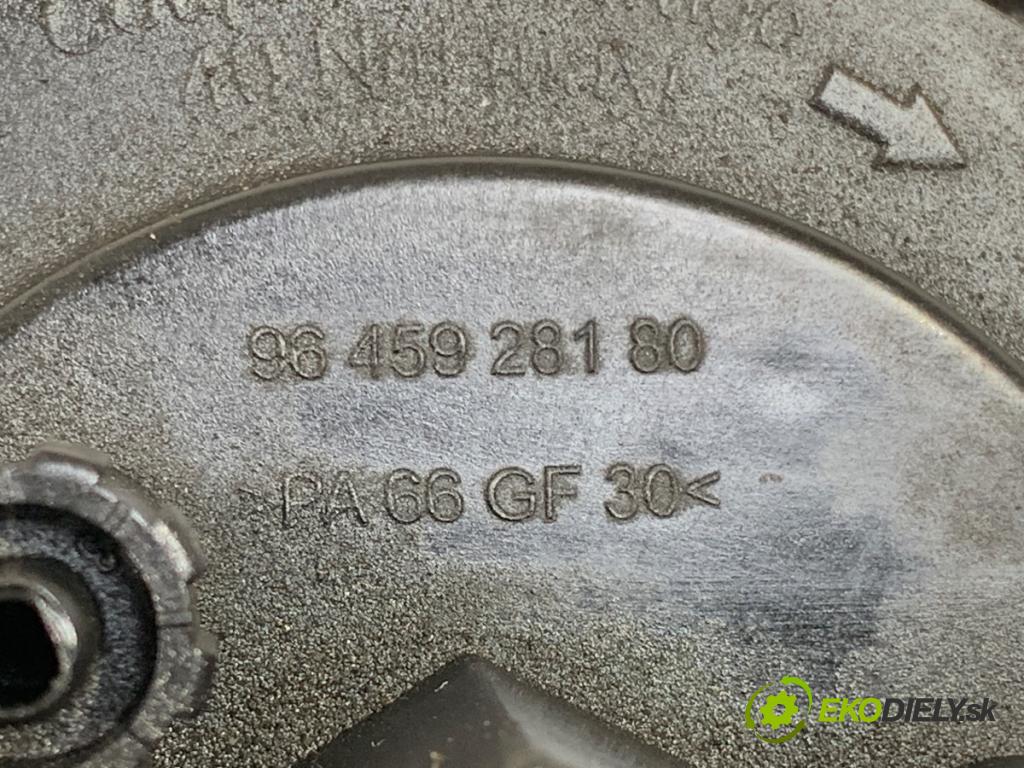 96 459 281 80
>PA 66 GF 30<
EKODIELY.sk